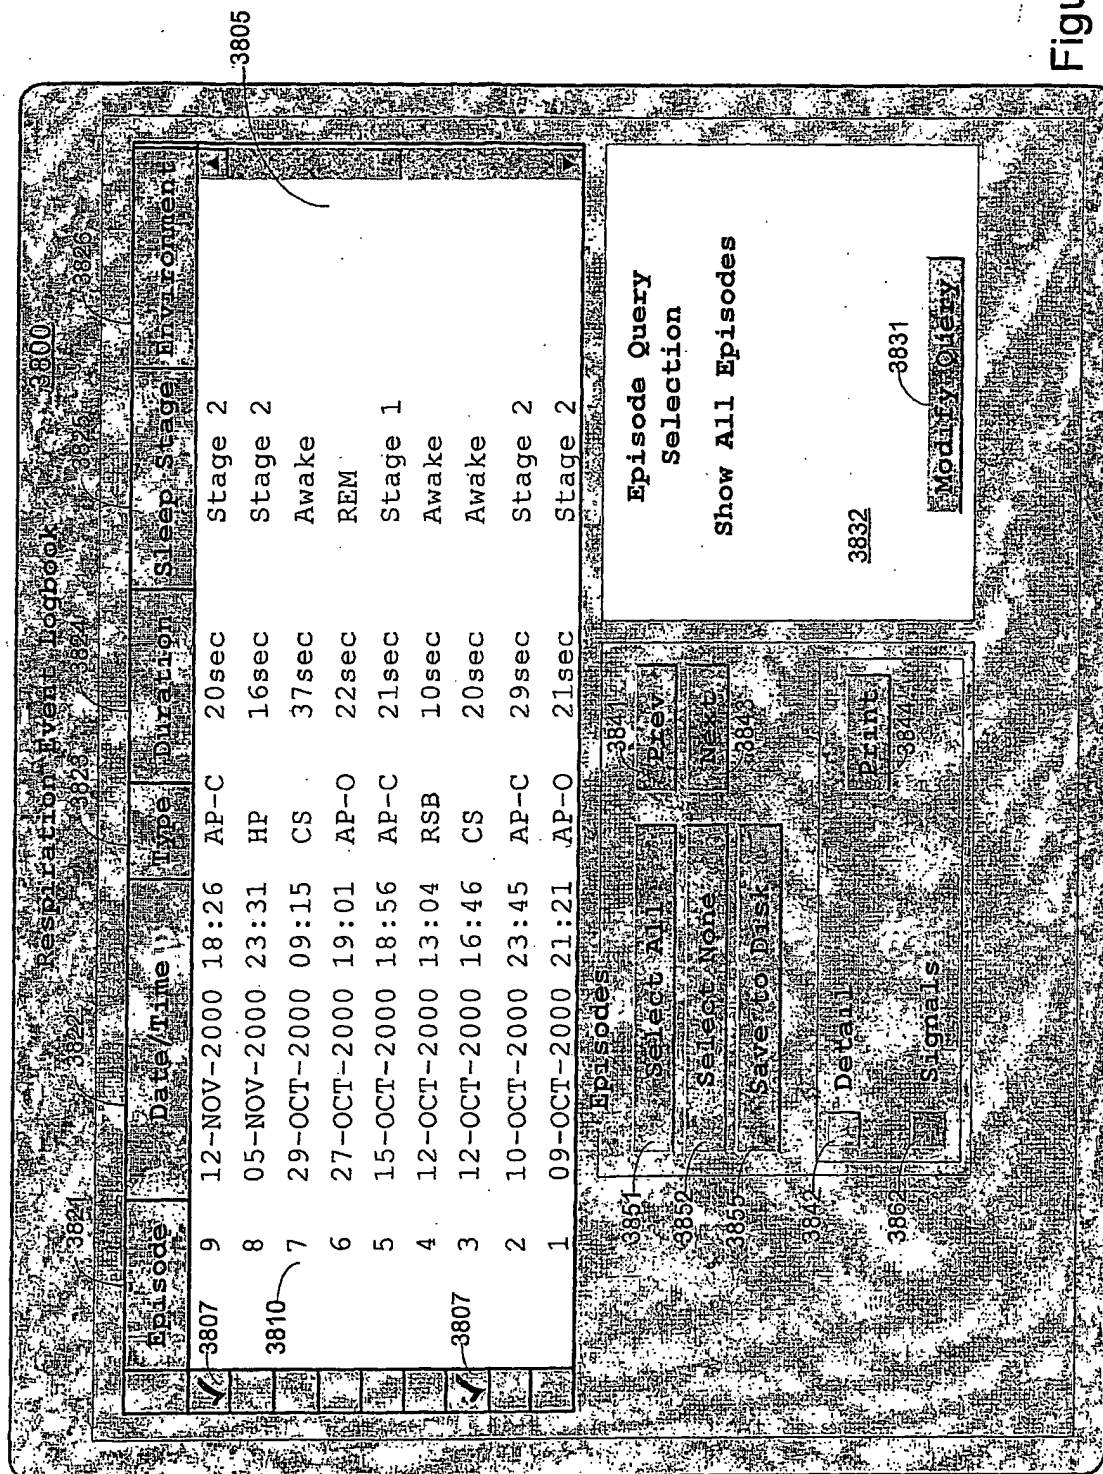 Respiration Event Logbook 3800
3821
3822
3823
3824
3825
3826
Episode Date/Time Type Duration Sleep Stage Environment
9 12-NOV-2000 18:26 AP-C 20sec Stage 2
8 05-NOV-2000 23:31 HP 16sec Stage 2
7 29-OCT-2000 09:15 CS 37sec Awake
6 27-OCT-2000 19:01 AP-O 22sec REM
5 15-OCT-2000 18:56 AP-C 21sec Stage 1
4 12-OCT-2000 13:04 RSB 10sec Awake
3 12-OCT-2000 16:46 CS 20sec Awake
2 10-OCT-2000 23:45 AP-C 29sec Stage 2
1 09-OCT-2000 21:21 AP-O 21sec Stage 2
3807
3810
3807
3805
Episodes
3851
Select All
3841
Prev
3852
Select None
Next
3843
3855
Save to Disk
3842
Detail
Print
3844
3862
Signals
Episode Query
Selection
Show All Episodes
3832
3831
Modify Query